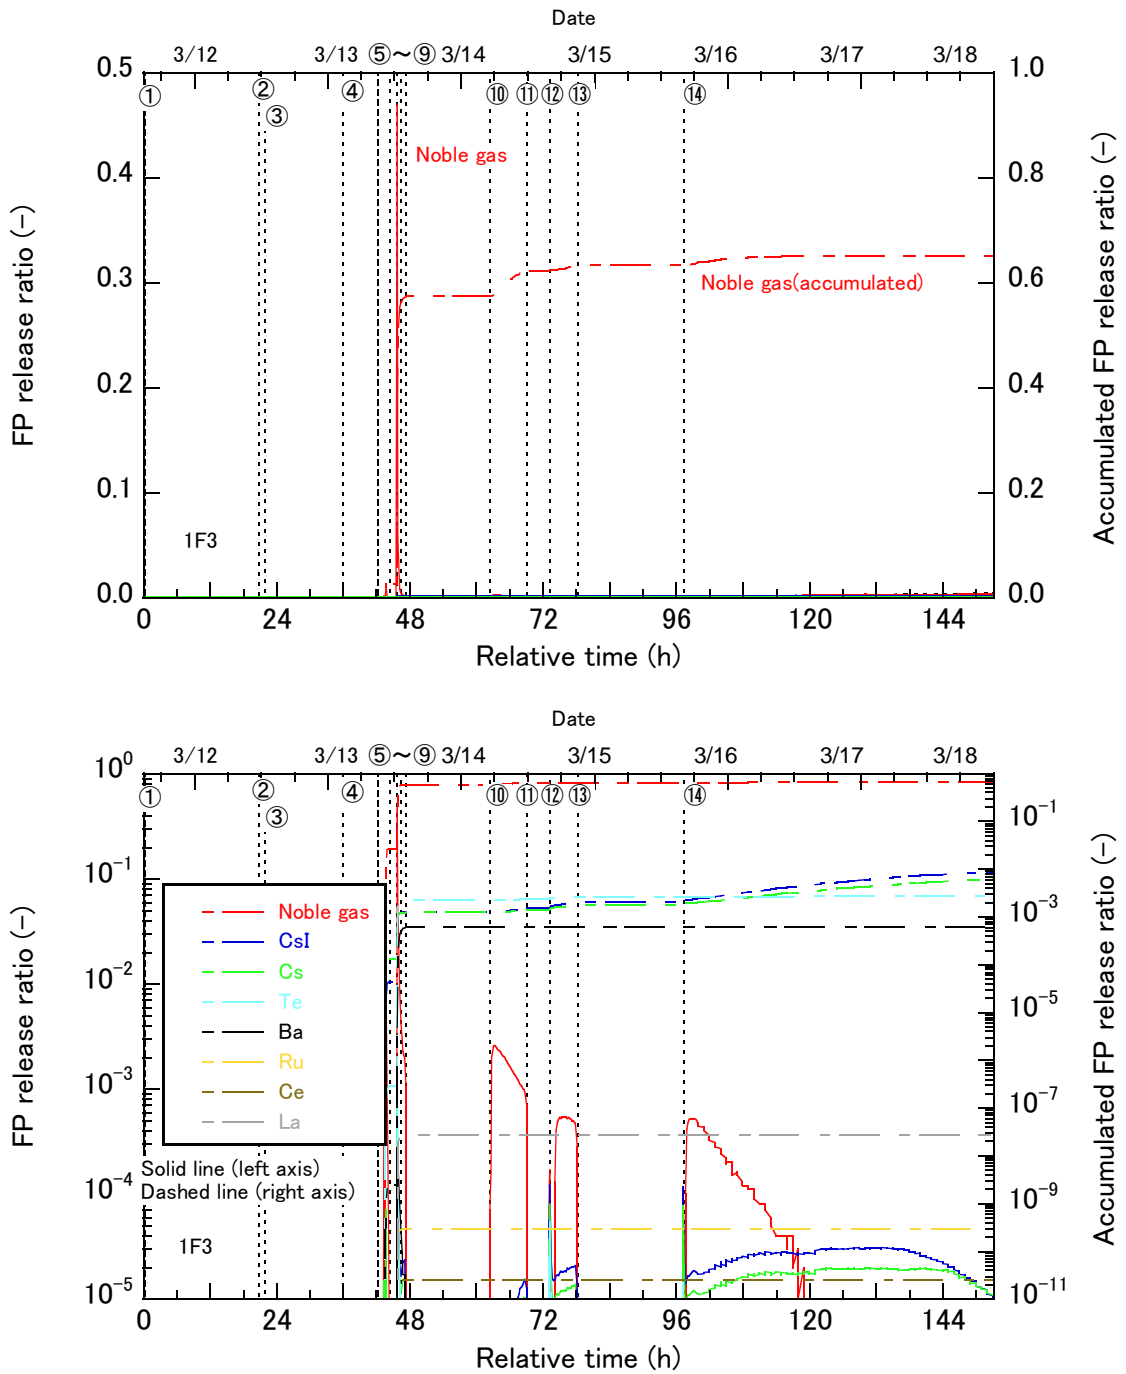 Date
3/12 3/13 ⑤～⑨ 3/14 3/15 3/16 3/17 3/18
0.5 1.0
① ② ④ ⑩ ⑪ ⑫ ⑬ ⑭
③
Noble gas
0.4 0.8
0.3 0.6
Noble gas(accumulated)
0.2 0.4
0.1 0.2
1F3
0.0 0.0
0 24 48 72 96 120 144
Relative time (h)
FP release ratio (-)
Accumulated FP release ratio (-)
Date
3/12 3/13 ⑤～⑨ 3/14 3/15 3/16 3/17 3/18
10⁰
① ② ④ ⑩ ⑪ ⑫ ⑬ ⑭
③
10⁻¹
10⁻¹
10⁻³
Noble gas
CsI
Cs
10⁻²
Te
10⁻⁵
Ba
Ru
10⁻³
Ce
10⁻⁷
La
Solid line (left axis)
10⁻⁴
Dashed line (right axis)
10⁻⁹
1F3
10⁻⁵ 10⁻¹¹
0 24 48 72 96 120 144
Relative time (h)
FP release ratio (-)
Accumulated FP release ratio (-)